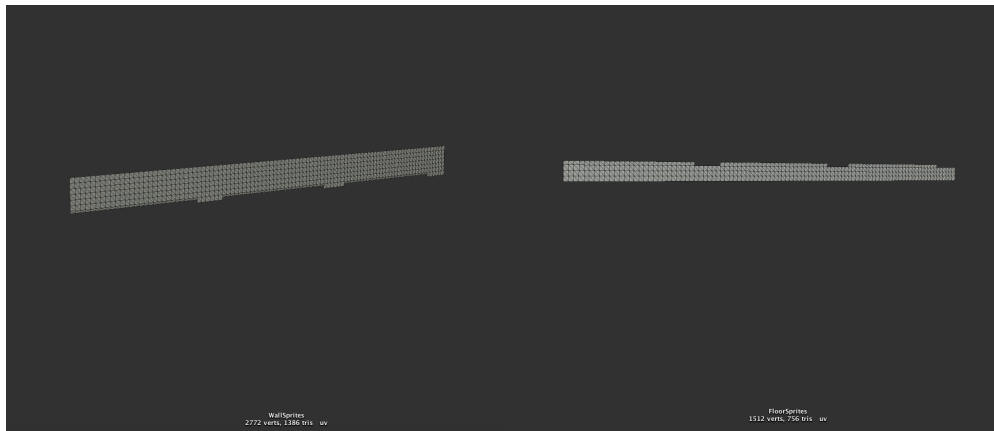 WallSprites
2772 verts, 1386 tris   uv
FloorSprites
1512 verts, 756 tris   uv